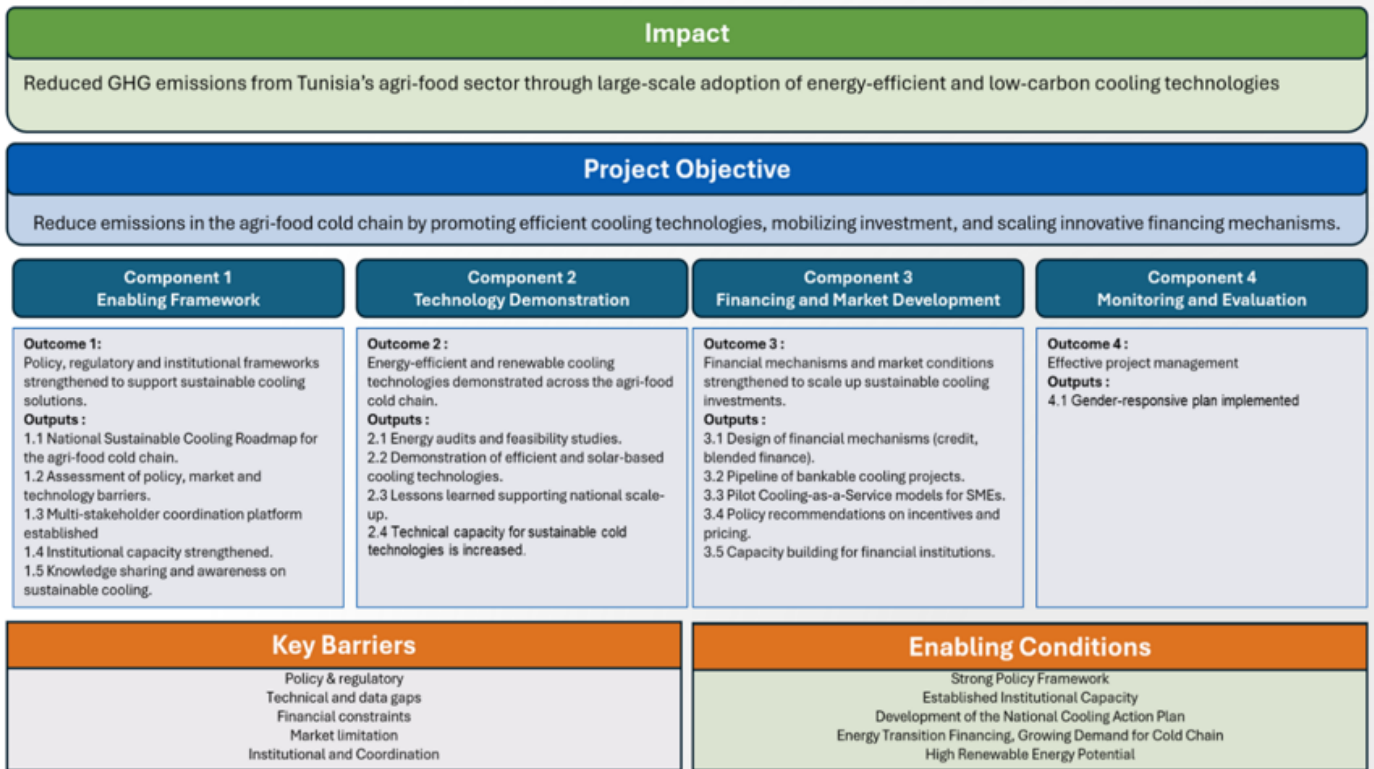 Impact
Reduced GHG emissions from Tunisia's agri-food sector through large-scale adoption of energy-efficient and low-carbon cooling technologies
Project Objective
Reduce emissions in the agri-food cold chain by promoting efficient cooling technologies, mobilizing investment, and scaling innovative financing mechanisms.
Component 1
Enabling Framework
Outcome 1:
Policy, regulatory and institutional frameworks
strengthened to support sustainable cooling
solutions.
Outputs :
1.1 National Sustainable Cooling Roadmap for
the agri-food cold chain.
1.2 Assessment of policy, market and
technology barriers.
1.3 Multi-stakeholder coordination platform
established
1.4 Institutional capacity strengthened.
1.5 Knowledge sharing and awareness on
sustainable cooling.
Component 2
Technology Demonstration
Outcome 2 :
Energy-efficient and renewable cooling
technologies demonstrated across the agri-food
cold chain.
Outputs :
2.1 Energy audits and feasibility studies.
2.2 Demonstration of efficient and solar-based
cooling technologies.
2.3 Lessons learned supporting national scale-
up.
2.4 Technical capacity for sustainable cold
technologies is increased.
Component 3
Financing and Market Development
Outcome 3 :
Financial mechanisms and market conditions
strengthened to scale up sustainable cooling
investments.
Outputs :
3.1 Design of financial mechanisms (credit,
blended finance).
3.2 Pipeline of bankable cooling projects.
3.3 Pilot Cooling-as-a-Service models for SMEs.
3.4 Policy recommendations on incentives and
pricing.
3.5 Capacity building for financial institutions.
Component 4
Monitoring and Evaluation
Outcome 4 :
Effective project management
Outputs :
4.1 Gender-responsive plan implemented
Key Barriers
Policy & regulatory
Technical and data gaps
Financial constraints
Market limitation
Institutional and Coordination
Enabling Conditions
Strong Policy Framework
Established Institutional Capacity
Development of the National Cooling Action Plan
Energy Transition Financing, Growing Demand for Cold Chain
High Renewable Energy Potential